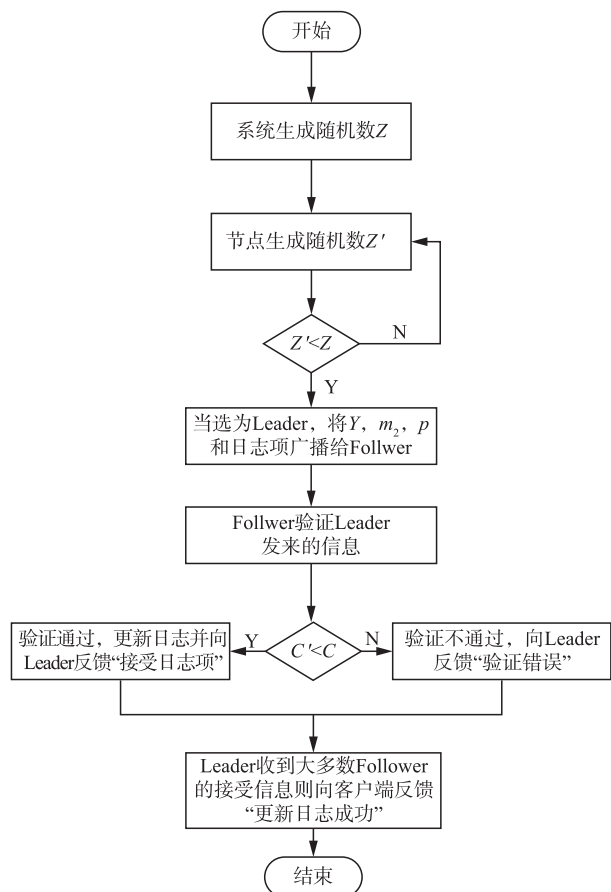 开始
系统生成随机数Z
节点生成随机数Z′
Z′<Z
N
Y
当选为Leader，将Y，m₂，p
和日志项广播给Follwer
Follwer验证Leader
发来的信息
验证通过，更新日志并向
Leader反馈“接受日志项”
Y
C′<C
N
验证不通过，向Leader
反馈“验证错误”
Leader收到大多数Follower
的接受信息则向客户端反馈
“更新日志成功”
结束